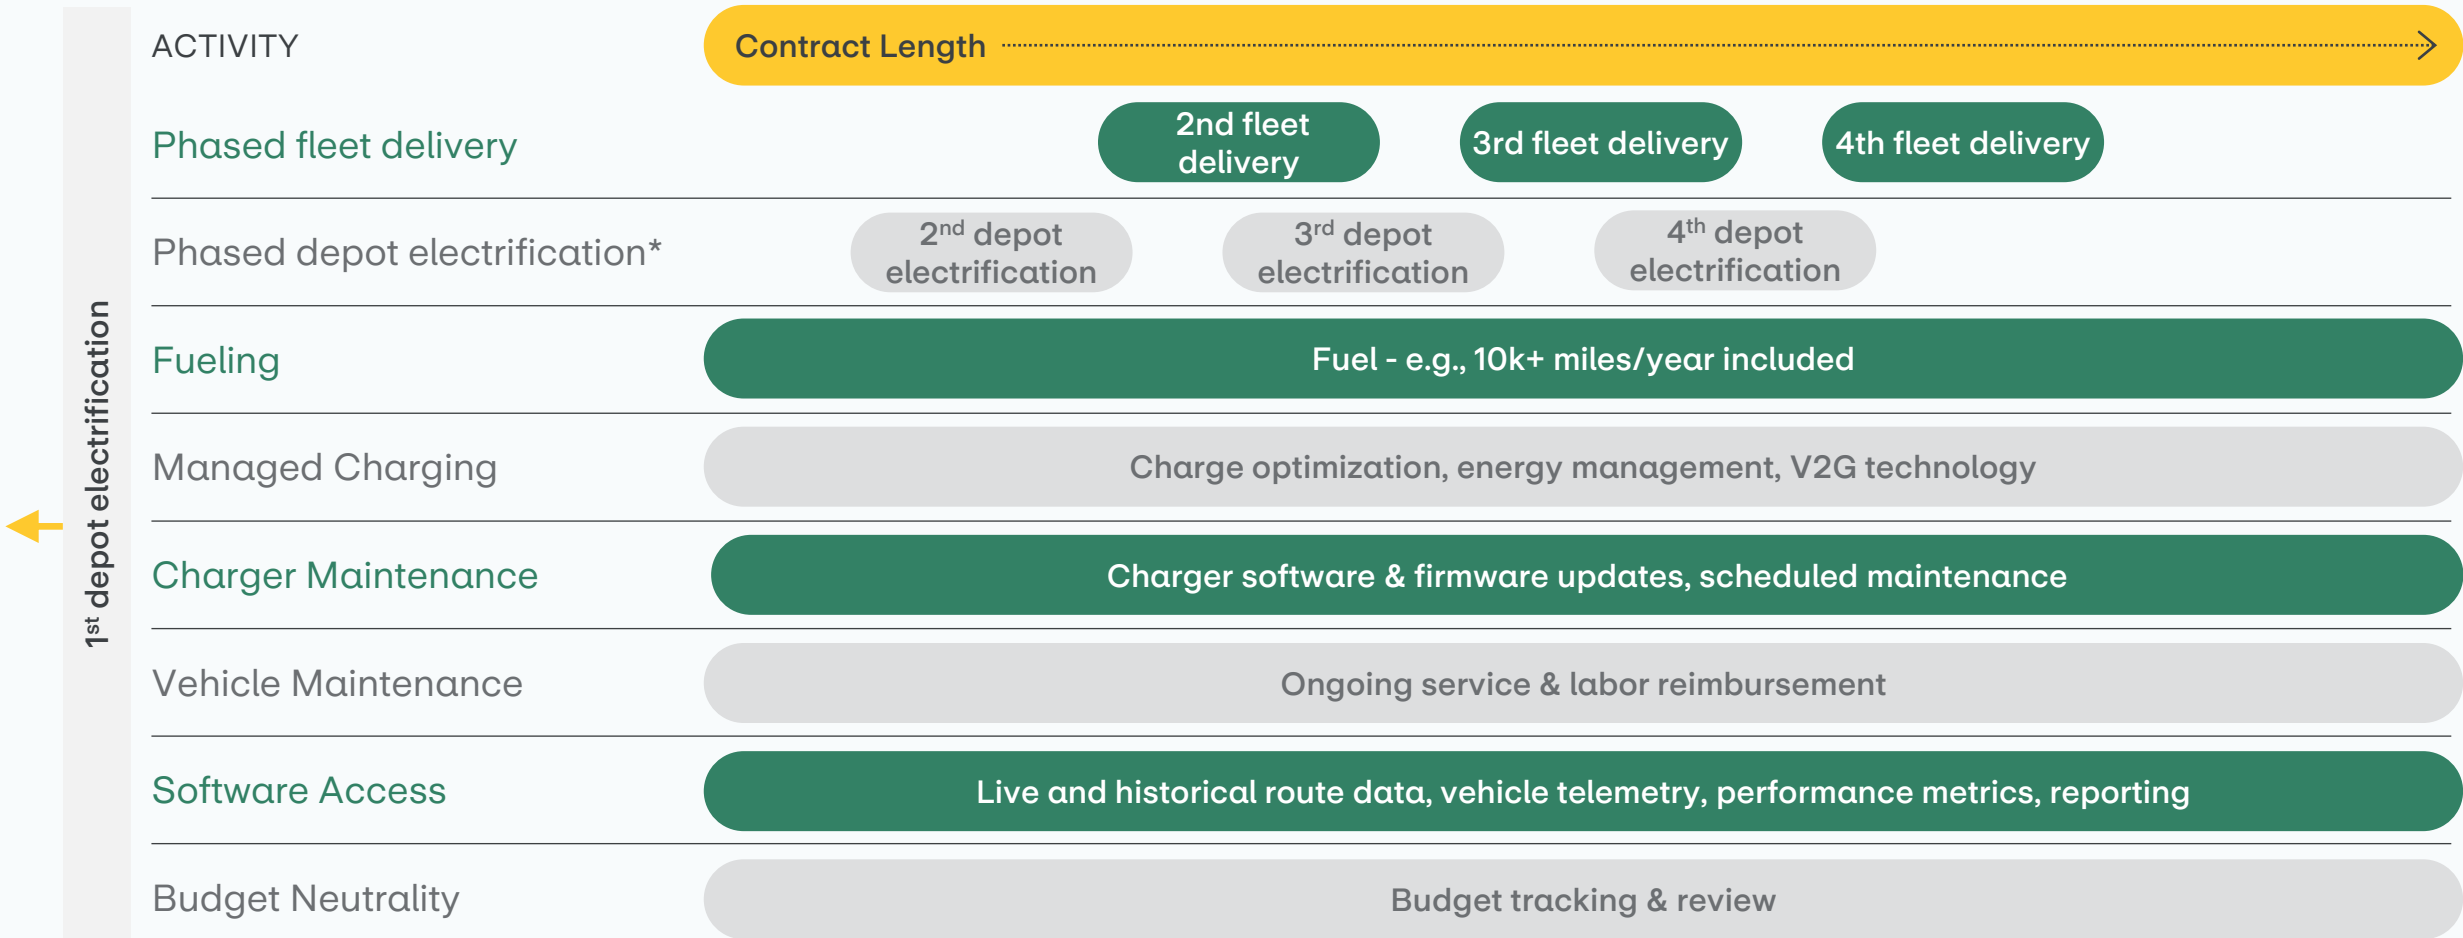 ACTIVITY
Contract Length
Phased fleet delivery
2nd fleet
delivery
3rd fleet delivery
4th fleet delivery
Phased depot electrification*
2nd depot
electrification
3rd depot
electrification
4th depot
electrification
Fueling
Fuel - e.g., 10k+ miles/year included
Managed Charging
Charge optimization, energy management, V2G technology
1st depot electrification
Charger Maintenance
Charger software & firmware updates, scheduled maintenance
Vehicle Maintenance
Ongoing service & labor reimbursement
Software Access
Live and historical route data, vehicle telemetry, performance metrics, reporting
Budget Neutrality
Budget tracking & review